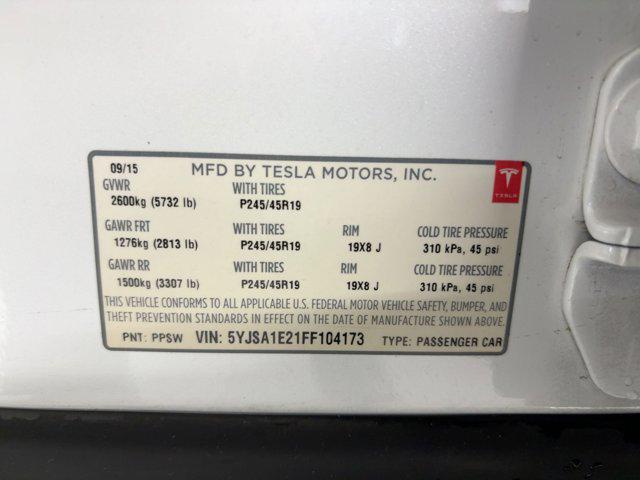 09/15 MFD BY TESLA MOTORS, INC.
GVWR WITH TIRES
2600kg (5732 lb) P245/45R19
GAWR FRT WITH TIRES RIM COLD TIRE PRESSURE
1276kg (2813 lb) P245/45R19 19X8 J 310 kPa, 45 psi
GAWR RR WITH TIRES RIM COLD TIRE PRESSURE
1500kg (3307 lb) P245/45R19 19X8 J 310 kPa, 45 psi
THIS VEHICLE CONFORMS TO ALL APPLICABLE U.S. FEDERAL MOTOR VEHICLE SAFETY, BUMPER, AND
THEFT PREVENTION STANDARDS IN EFFECT ON THE DATE OF MANUFACTURE SHOWN ABOVE.
PNT: PPSW VIN: 5YJSA1E21FF104173 TYPE: PASSENGER CAR
TESLA